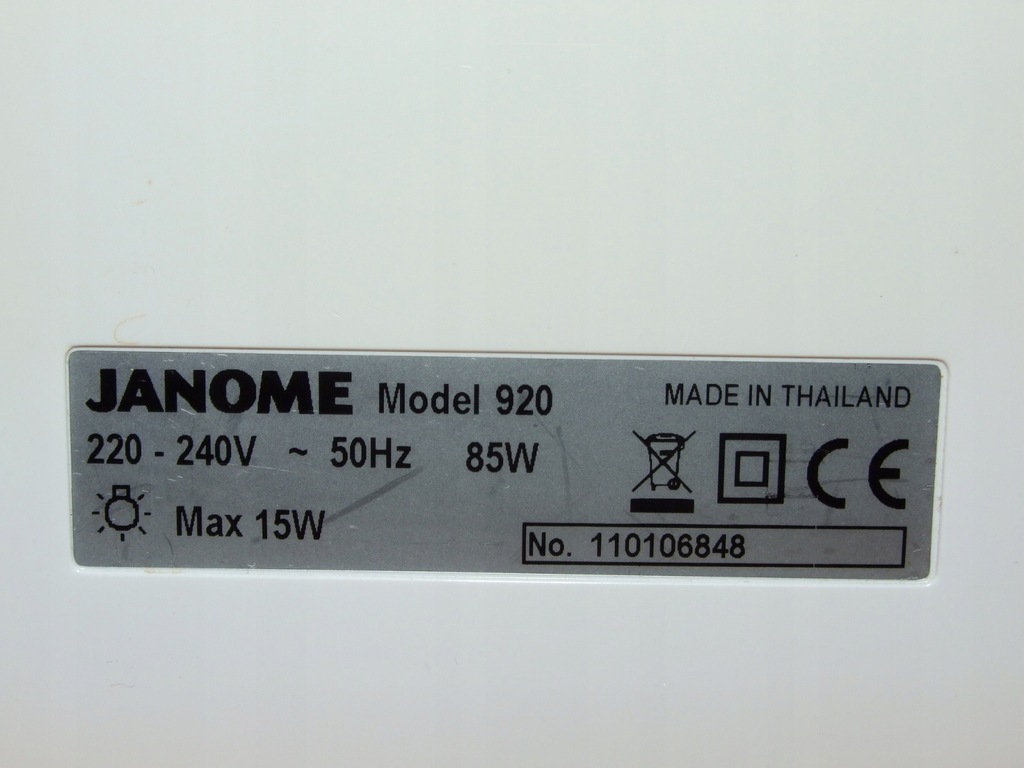 JANOME Model 920 MADE IN THAILAND
220 - 240V ~ 50Hz 85W
CE
Max 15W
No. 110106848